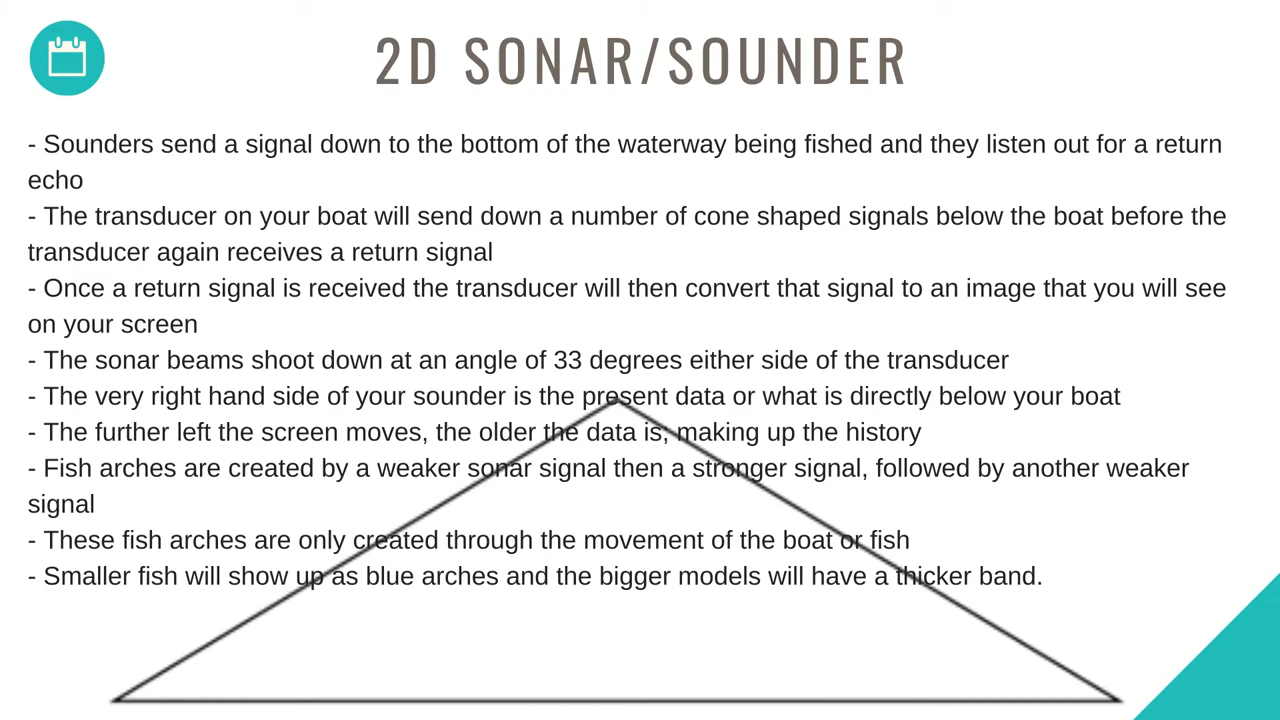 2D SONAR/SOUNDER
- Sounders send a signal down to the bottom of the waterway being fished and they listen out for a return
echo
- The transducer on your boat will send down a number of cone shaped signals below the boat before the
transducer again receives a return signal
- Once a return signal is received the transducer will then convert that signal to an image that you will see
on your screen
- The sonar beams shoot down at an angle of 33 degrees either side of the transducer
- The very right hand side of your sounder is the present data or what is directly below your boat
- The further left the screen moves, the older the data is, making up the history
- Fish arches are created by a weaker sonar signal then a stronger signal, followed by another weaker
signal
- These fish arches are only created through the movement of the boat or fish
- Smaller fish will show up as blue arches and the bigger models will have a thicker band.